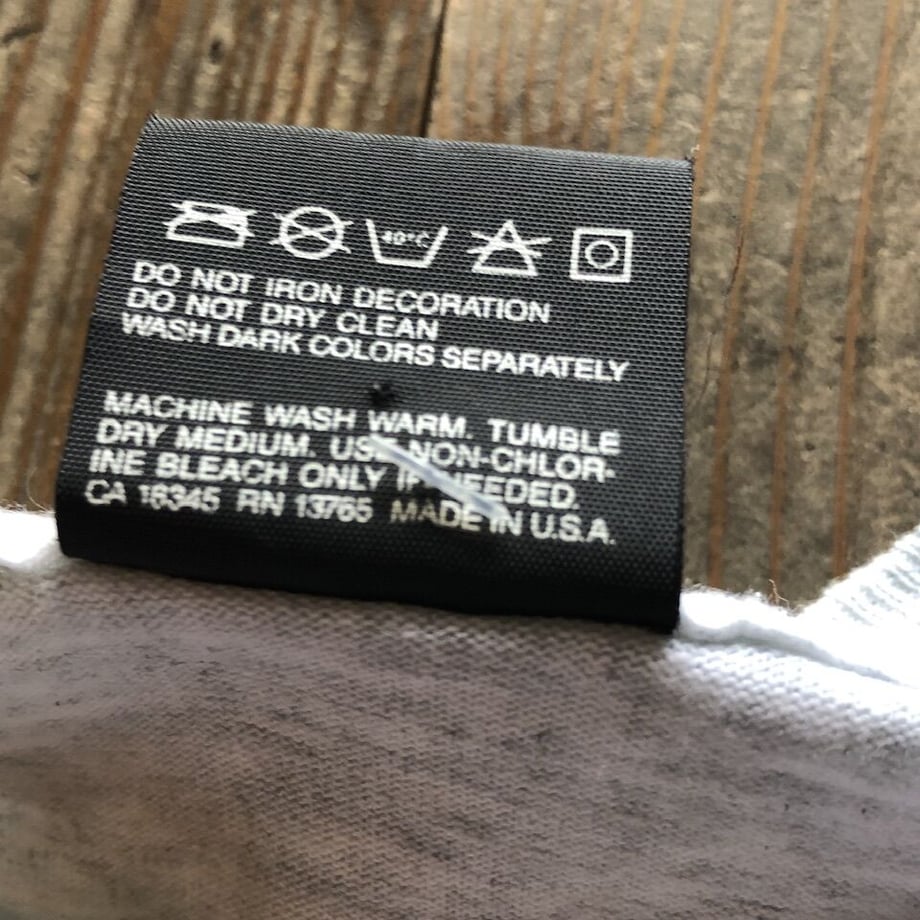 40°C
DO NOT IRON DECORATION
DO NOT DRY CLEAN
WASH DARK COLORS SEPARATELY
MACHINE WASH WARM. TUMBLE
DRY MEDIUM. USE NON-CHLOR-
INE BLEACH ONLY IF NEEDED.
CA 16345 RN 13765 MADE IN U.S.A.